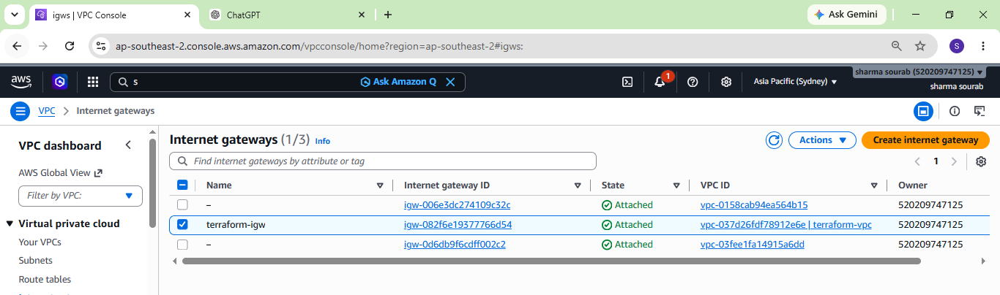 igws | VPC Console
ChatGPT
Ask Gemini
ap-southeast-2.console.aws.amazon.com/vpcconsole/home?region=ap-southeast-2#igws:
S
aws
s
Ask Amazon Q
1
Asia Pacific (Sydney)
sharma sourab (520209747125)
sharma sourab
VPC
Internet gateways
VPC dashboard
AWS Global View
Filter by VPC:
Virtual private cloud
Your VPCs
Subnets
Route tables
Internet gateways (1/3) Info
Actions
Create internet gateway
Find internet gateways by attribute or tag
1
Name Internet gateway ID State VPC ID Owner
– igw-006e3dc274109c32c Attached vpc-0158cab94ea564b15 520209747125
terraform-igw igw-082f6e19377766d54 Attached vpc-037d26fdf78912e6e | terraform-vpc 520209747125
– igw-0d6db9f6cdff002c2 Attached vpc-03fee1fa14915a6dd 520209747125